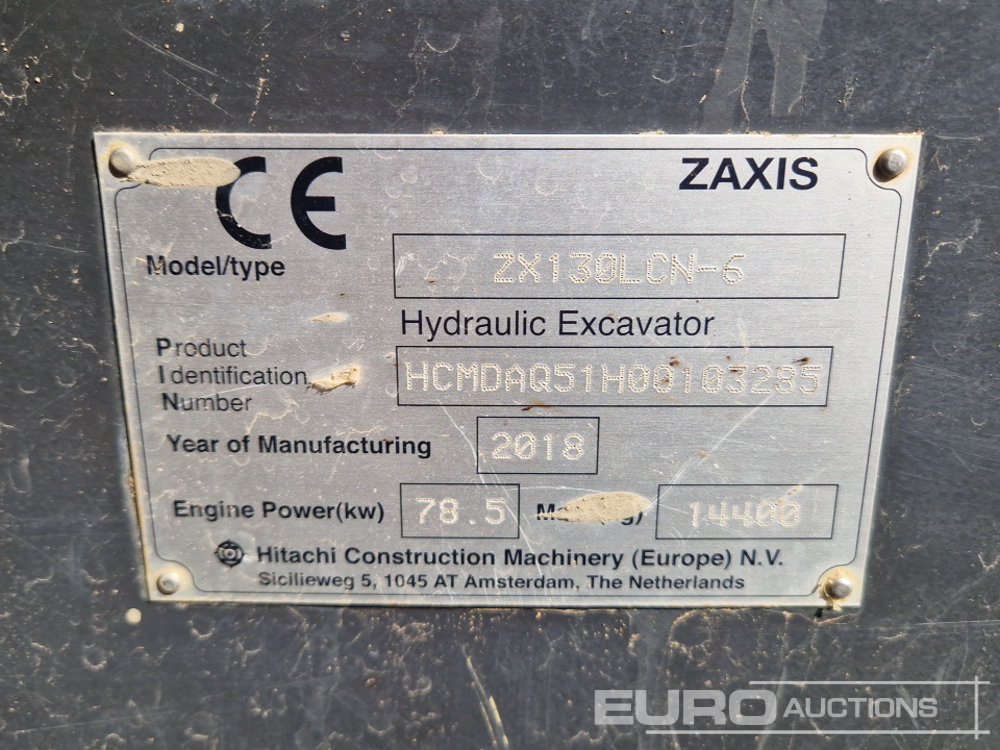 CE ZAXIS
Model/type ZX130LCN-6
Hydraulic Excavator
Product
Identification
Number HCMDAQ51H00103285
Year of Manufacturing 2018
Engine Power(kw) 78.5 14400
Hitachi Construction Machinery (Europe) N.V.
Sicilieweg 5, 1045 AT Amsterdam, The Netherlands
EURO AUCTIONS